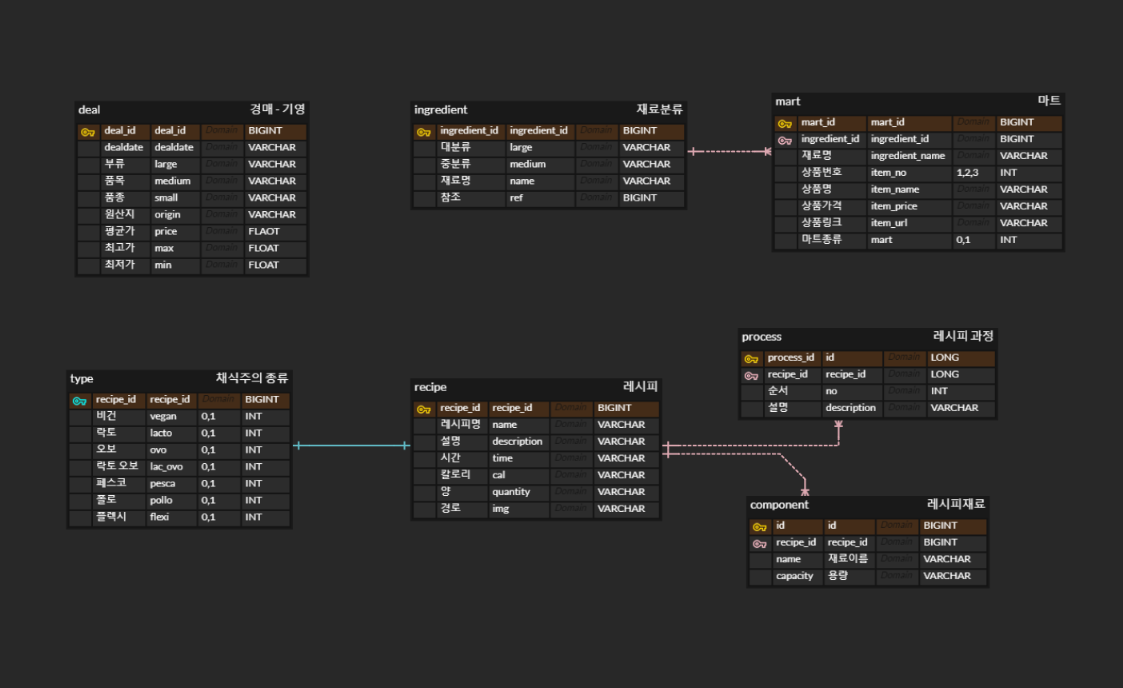 deal 경매 - 기영
deal_id deal_id Domain BIGINT
dealdate dealdate Domain VARCHAR
부류 large Domain VARCHAR
품목 medium Domain VARCHAR
품종 small Domain VARCHAR
원산지 origin Domain VARCHAR
평균가 price Domain FLAOT
최고가 max Domain FLOAT
최저가 min Domain FLOAT
ingredient 재료분류
ingredient_id ingredient_id Domain BIGINT
대분류 large Domain VARCHAR
중분류 medium Domain VARCHAR
재료명 name Domain VARCHAR
참조 ref Domain BIGINT
mart 마트
mart_id mart_id Domain BIGINT
ingredient_id ingredient_id Domain BIGINT
재료명 ingredient_name Domain VARCHAR
상품번호 item_no 1,2,3 INT
상품명 item_name Domain VARCHAR
상품가격 item_price Domain VARCHAR
상품링크 item_url Domain VARCHAR
마트종류 mart 0,1 INT
type 채식주의 종류
recipe_id recipe_id Domain BIGINT
비건 vegan 0,1 INT
락토 lacto 0,1 INT
오보 ovo 0,1 INT
락토 오보 lac_ovo 0,1 INT
페스코 pesca 0,1 INT
폴로 pollo 0,1 INT
플렉시 flexi 0,1 INT
recipe 레시피
recipe_id recipe_id Domain BIGINT
레시피명 name Domain VARCHAR
설명 description Domain VARCHAR
시간 time Domain VARCHAR
칼로리 cal Domain VARCHAR
양 quantity Domain VARCHAR
경로 img Domain VARCHAR
process 레시피 과정
process_id id Domain LONG
recipe_id recipe_id Domain LONG
순서 no Domain INT
설명 description Domain VARCHAR
component 레시피재료
id id Domain BIGINT
recipe_id recipe_id Domain BIGINT
name 재료이름 Domain VARCHAR
capacity 용량 Domain VARCHAR